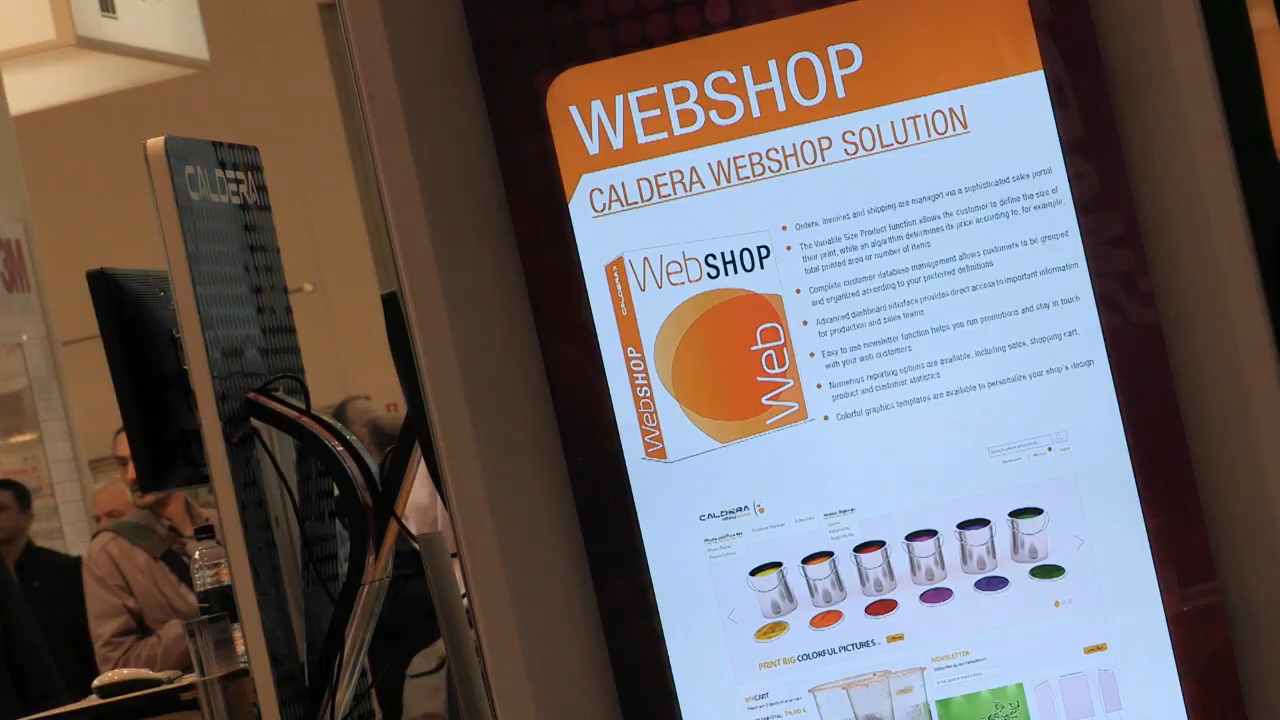 WEBSHOP
CALDERA WEBSHOP SOLUTION
CALDERA
3M
Orders, invoices and shipping are managed via a sophisticated sales portal
The Variable Size Product function allows the customer to define the size of
their print, while an algorithm determines its price according to, for example,
total printed area or number of items
Complete customer database management allows customers to be grouped
and organized according to your preferred definitions
Advanced dashboard interface provides direct access to important information
for production and sales teams
Easy to use newsletter function helps you run promotions and stay in touch
with your web customers
Numerous reporting options are available, including sales, shopping cart,
product and customer statistics
Colorful graphics templates are available to personalize your shop's design
CALDERA
WebSHOP
WebSHOP
Web
CALDERA
PRINT BIG COLORFUL PICTURES...
MYCART
NEWSLETTER